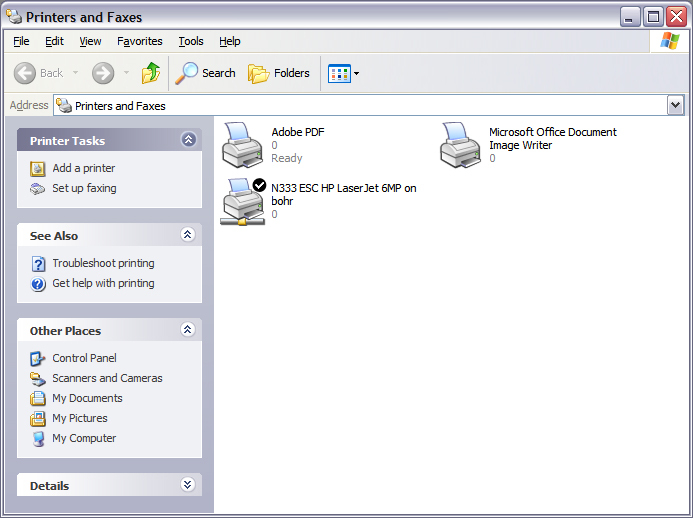 Printers and Faxes
File Edit View Favorites Tools Help
Back Search Folders
Address Printers and Faxes
Printer Tasks
Add a printer
Set up faxing
See Also
Troubleshoot printing
Get help with printing
Other Places
Control Panel
Scanners and Cameras
My Documents
My Pictures
My Computer
Details
Adobe PDF
0
Ready
Microsoft Office Document
Image Writer
0
N333 ESC HP LaserJet 6MP on
bohr
0